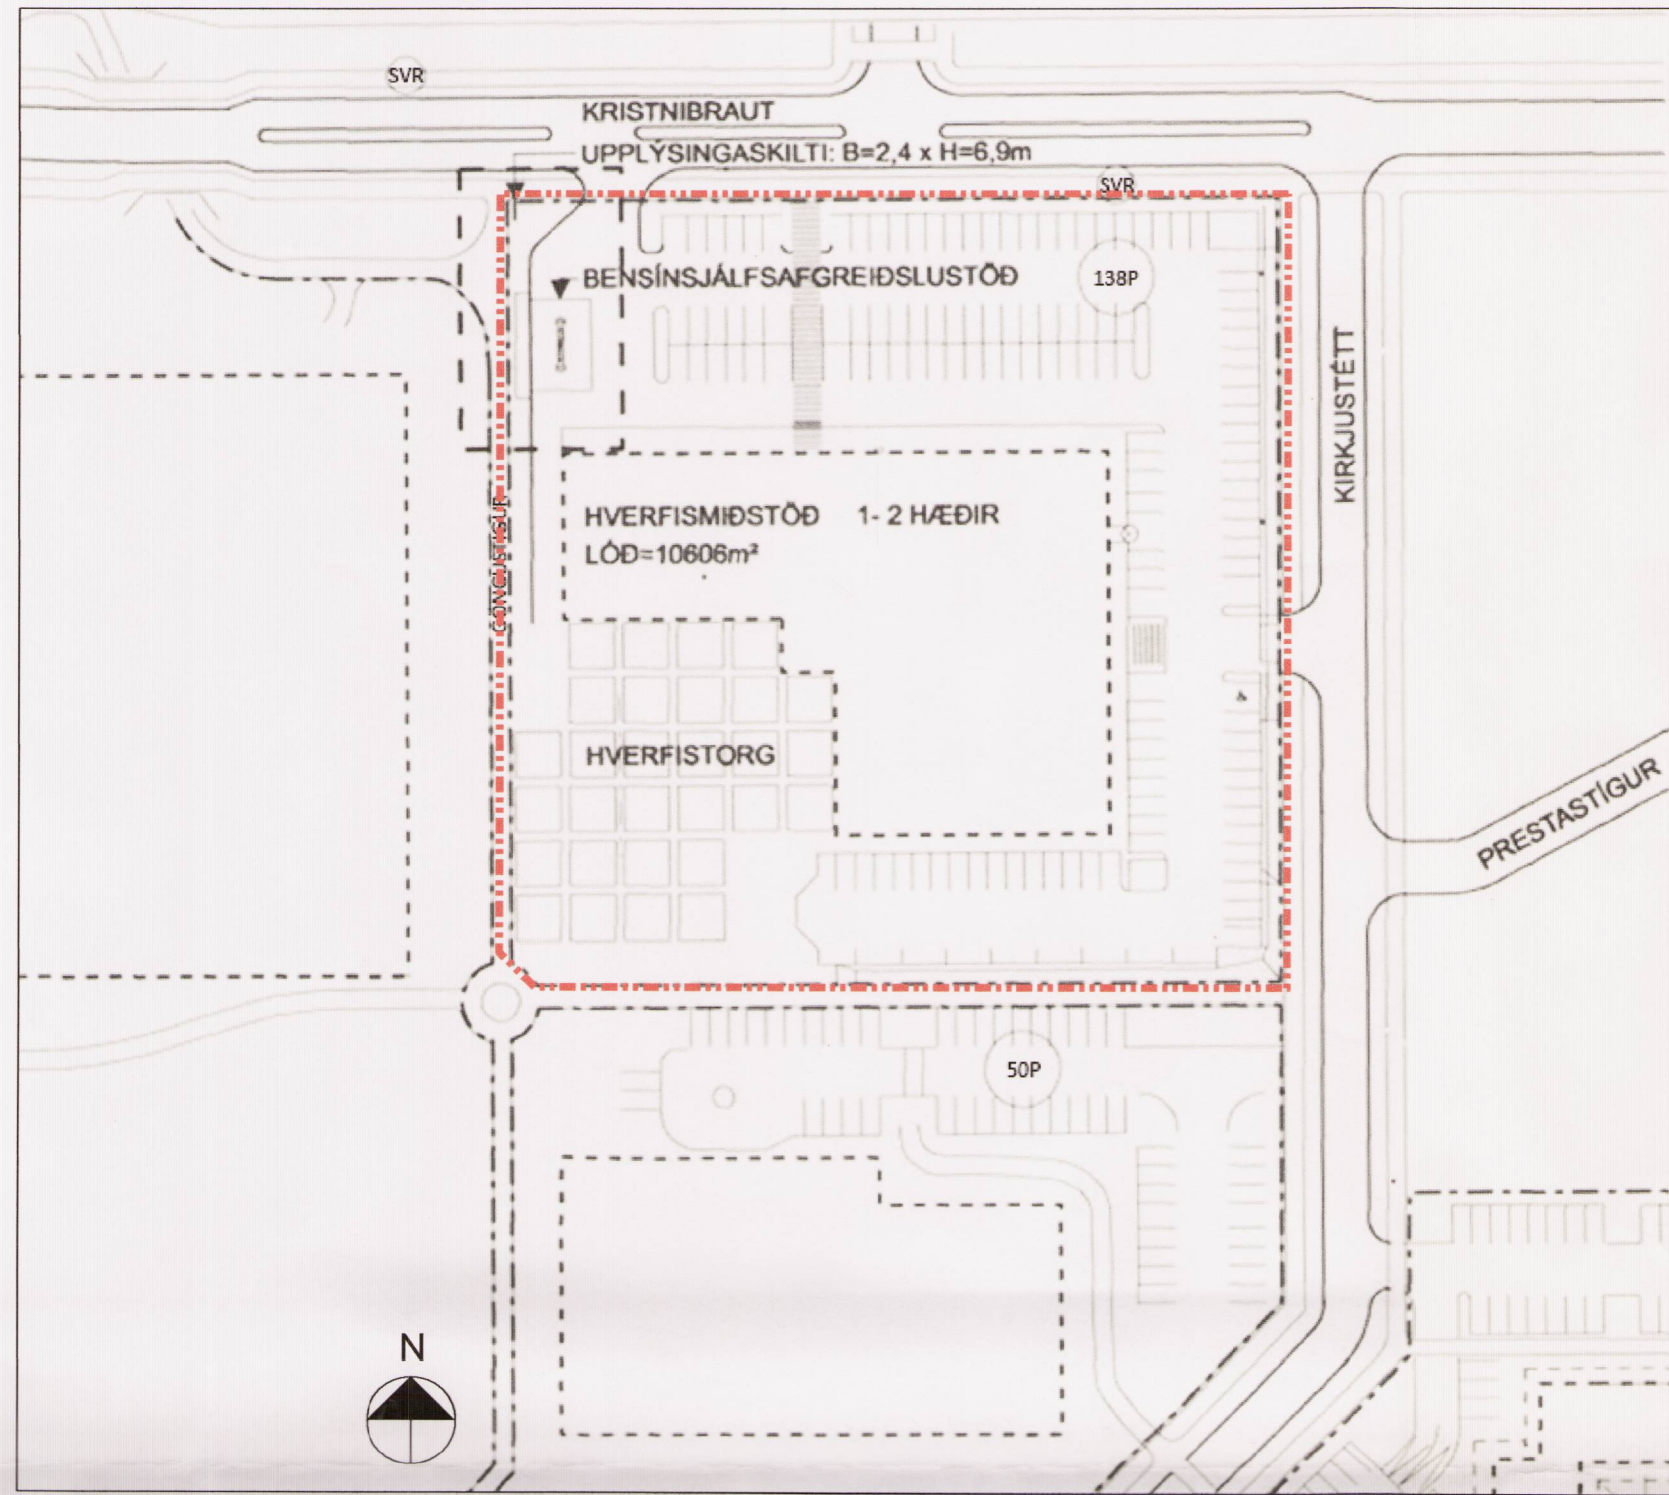 SVR
KRISTNIBRAUT
UPPLÝSINGASKILTI: B=2,4 x H=6,9m
SVR
BENSÍNSJÁLFSAFGREIÐSLUSTÖÐ
138P
KIRKJUSTÉTT
HVERFISMIÐSTÖÐ 1- 2 HÆÐIR
LÓÐ=10606m²
GÖNGUSTÍGUR
HVERFISTORG
PRESTASTÍGUR
50P
N